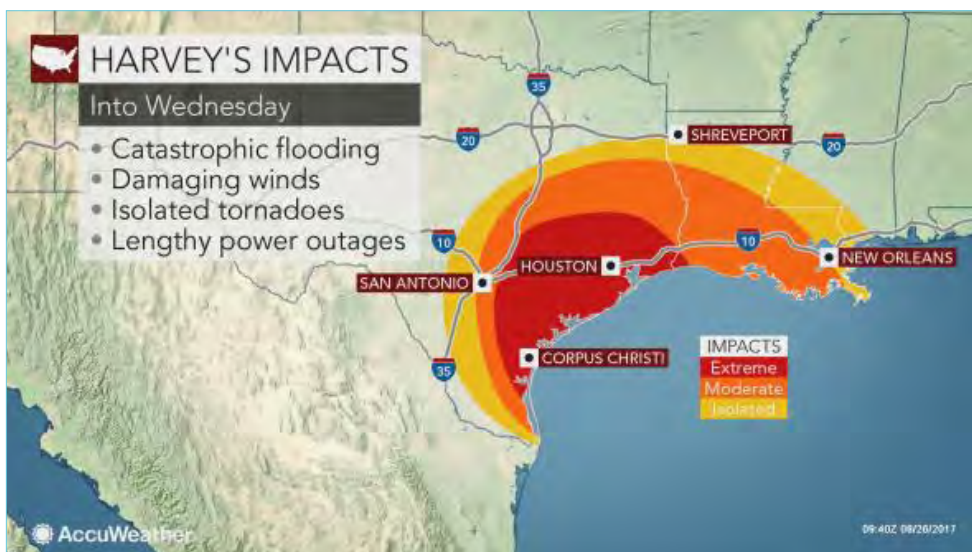 HARVEY'S IMPACTS
Into Wednesday
• Catastrophic flooding
• Damaging winds
• Isolated tornadoes
• Lengthy power outages
35
20
SHREVEPORT
20
10
10
HOUSTON
NEW ORLEANS
SAN ANTONIO
35
CORPUS CHRISTI
IMPACTS
Extreme
Moderate
Isolated
AccuWeather
09:40Z 08/26/2017